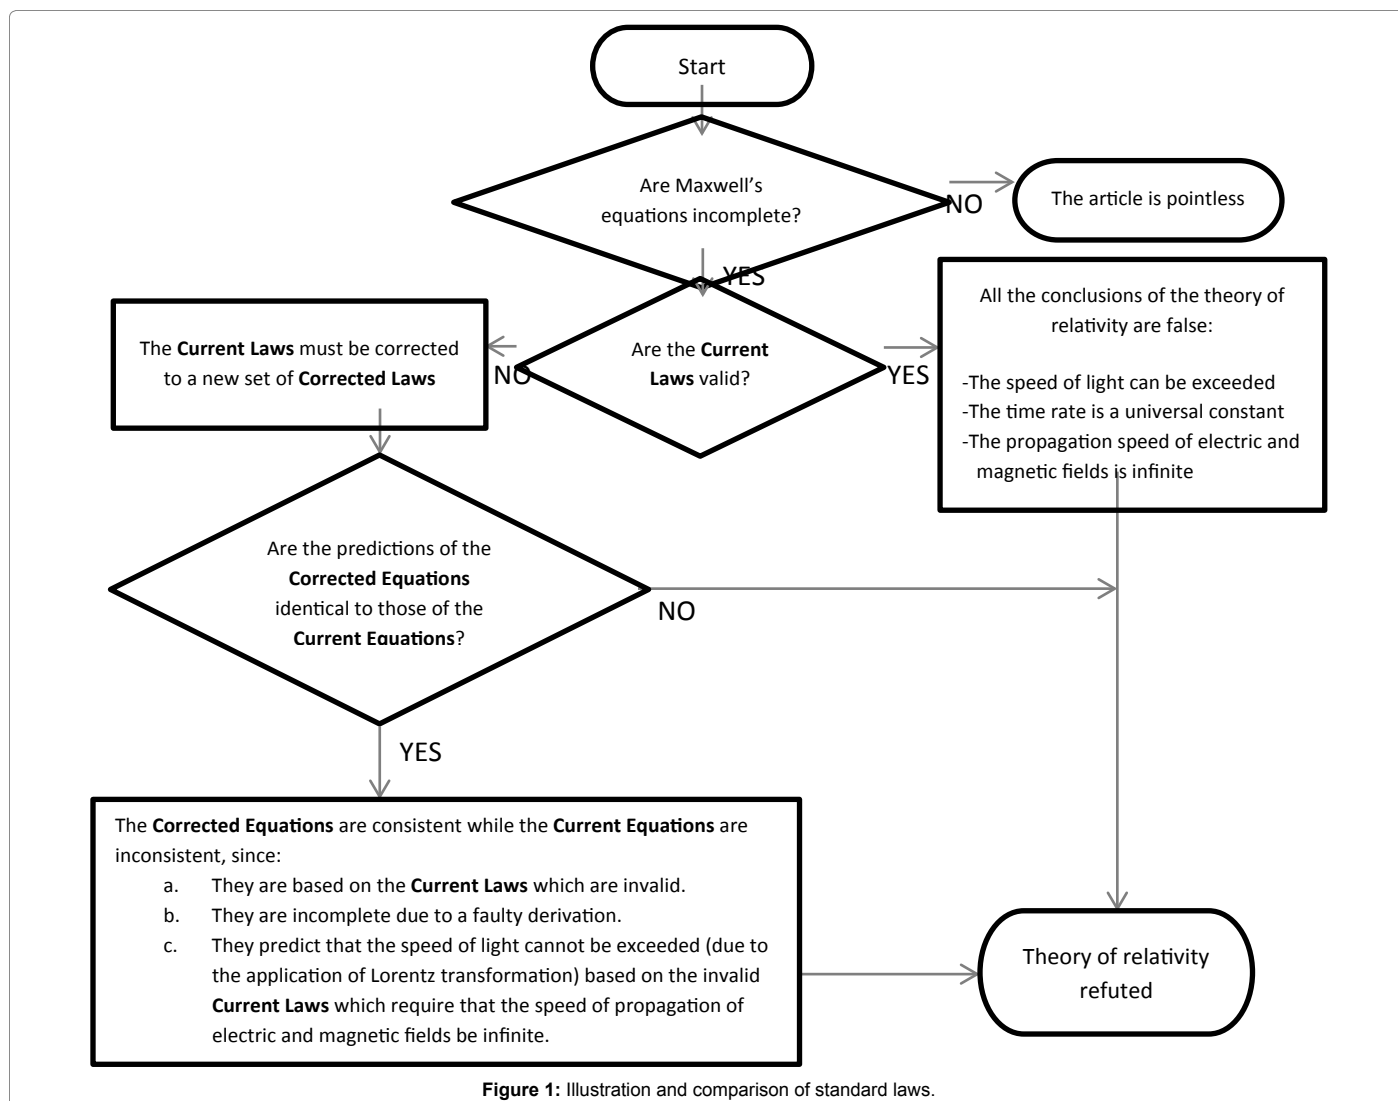 Start
Are Maxwell's
equations incomplete?
NO
The article is pointless
YES
The Current Laws must be corrected
to a new set of Corrected Laws
NO
Are the Current
Laws valid?
YES
All the conclusions of the theory of
relativity are false:
-The speed of light can be exceeded
-The time rate is a universal constant
-The propagation speed of electric and
magnetic fields is infinite
Are the predictions of the
Corrected Equations
identical to those of the
Current Equations?
NO
YES
The Corrected Equations are consistent while the Current Equations are
inconsistent, since:
a. They are based on the Current Laws which are invalid.
b. They are incomplete due to a faulty derivation.
c. They predict that the speed of light cannot be exceeded (due to
the application of Lorentz transformation) based on the invalid
Current Laws which require that the speed of propagation of
electric and magnetic fields be infinite.
Theory of relativity
refuted
Figure 1: Illustration and comparison of standard laws.